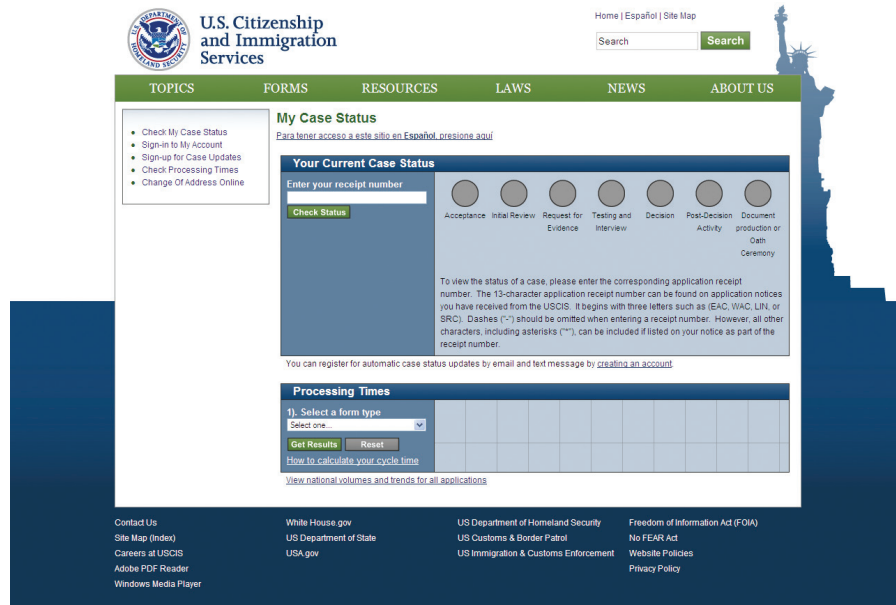 U.S. Citizenship
and Immigration
Services
Home | Español | Site Map
Search
Search
TOPICS FORMS RESOURCES LAWS NEWS ABOUT US
Check My Case Status
Sign-in to My Account
Sign-up for Case Updates
Check Processing Times
Change Of Address Online
My Case Status
Para tener acceso a este sitio en Español, presione aquí
Your Current Case Status
Enter your receipt number
Check Status
Acceptance
Initial Review
Request for
Evidence
Testing and
Interview
Decision
Post-Decision
Activity
Document
production or
Oath
Ceremony
To view the status of a case, please enter the corresponding application receipt
number. The 13-character application receipt number can be found on application notices
you have received from the USCIS. It begins with three letters such as (EAC, WAC, LIN, or
SRC). Dashes ("-") should be omitted when entering a receipt number. However, all other
characters, including asterisks ("*"), can be included if listed on your notice as part of the
receipt number.
You can register for automatic case status updates by email and text message by creating an account.
Processing Times
1). Select a form type
Select one...
Get Results Reset
How to calculate your cycle time
View national volumes and trends for all applications
Contact Us
Site Map (Index)
Careers at USCIS
Adobe PDF Reader
Windows Media Player
White House.gov
US Department of State
USA.gov
US Department of Homeland Security
US Customs & Border Patrol
US Immigration & Customs Enforcement
Freedom of Information Act (FOIA)
No FEAR Act
Website Policies
Privacy Policy